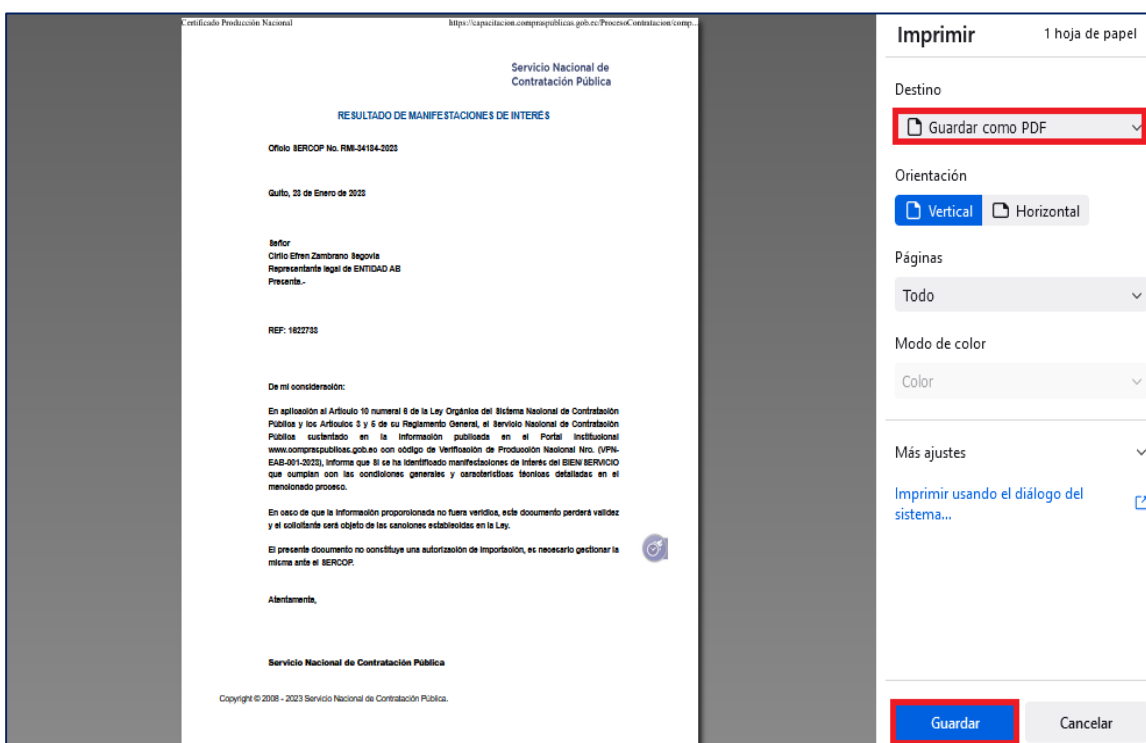 Certificado Producción Nacional https://capacitacion.compraspublicas.gob.ec/ProcesoContratacion/comp...
Servicio Nacional de
Contratación Pública
RESULTADO DE MANIFESTACIONES DE INTERÉS
Oficio SERCOP No. RMI-34184-2023
Quito, 23 de Enero de 2023
Señor
Cirilo Efren Zambrano Segovia
Representante legal de ENTIDAD AB
Presente.-
REF: 1622733
De mi consideración:
En aplicación al Artículo 10 numeral 6 de la Ley Orgánica del Sistema Nacional de Contratación
Pública y los Artículos 3 y 5 de su Reglamento General, el Servicio Nacional de Contratación
Pública sustentado en la información publicada en el Portal Institucional
www.compraspublicas.gob.ec con código de Verificación de Producción Nacional Nro. (VPN-
EAB-001-2023), informa que SI se ha identificado manifestaciones de interés del BIEN/SERVICIO
que cumplan con las condiciones generales y características técnicas detalladas en el
mencionado proceso.
En caso de que la información proporcionada no fuera verídica, este documento perderá validez
y el solicitante será objeto de las sanciones establecidas en la Ley.
El presente documento no constituye una autorización de importación, es necesario gestionar la
misma ante el SERCOP.
Atentamente,
Servicio Nacional de Contratación Pública
Copyright © 2008 - 2023 Servicio Nacional de Contratación Pública.
Imprimir 1 hoja de papel
Destino
Guardar como PDF
Orientación
Vertical Horizontal
Páginas
Todo
Modo de color
Color
Más ajustes
Imprimir usando el diálogo del
sistema...
Guardar Cancelar